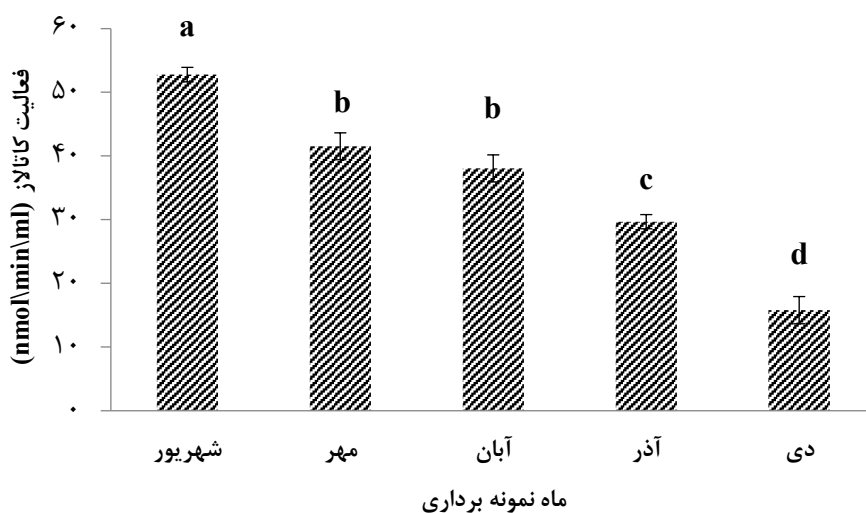 فعالیت کاتالاز (nmol\min\ml)
۶۰
۵۰
۴۰
۳۰
۲۰
۱۰
۰
a
b
b
c
d
شهریور
مهر
آبان
آذر
دی
ماه نمونه برداری